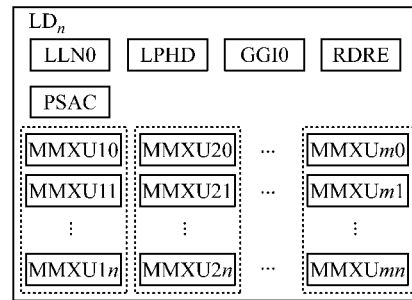 LDn
LLN0 LPHD GGI0 RDRE
PSAC
MMXU10 MMXU20 ... MMXUm0
MMXU11 MMXU21 ... MMXUm1
⋮ ⋮ ⋮
MMXU1n MMXU2n ... MMXUmn